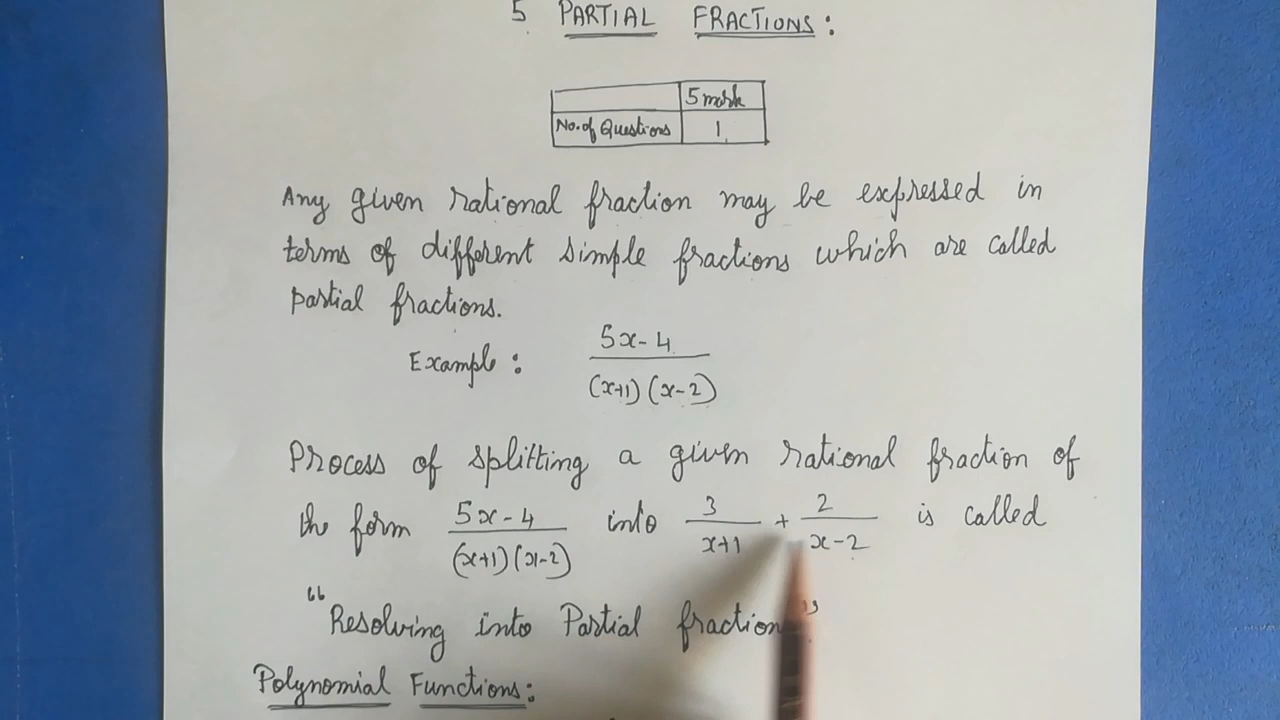 5 PARTIAL FRACTIONS:
5 mark
No. of Questions 1
Any given rational fraction may be expressed in
terms of different simple fractions which are called
partial fractions.
Example: 5x-4 / (x+1)(x-2)
Process of splitting a given rational fraction of
the form 5x-4 / (x+1)(x-2) into 3 / x+1 + 2 / x-2 is called
"Resolving into Partial fraction".
Polynomial Functions: